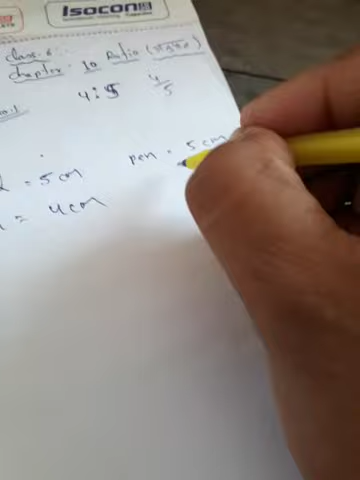 Isocon
class. 6
chapter: 10 Ratio
4:5 4/5
= 5 cm pen = 5 cm
= 4 cm